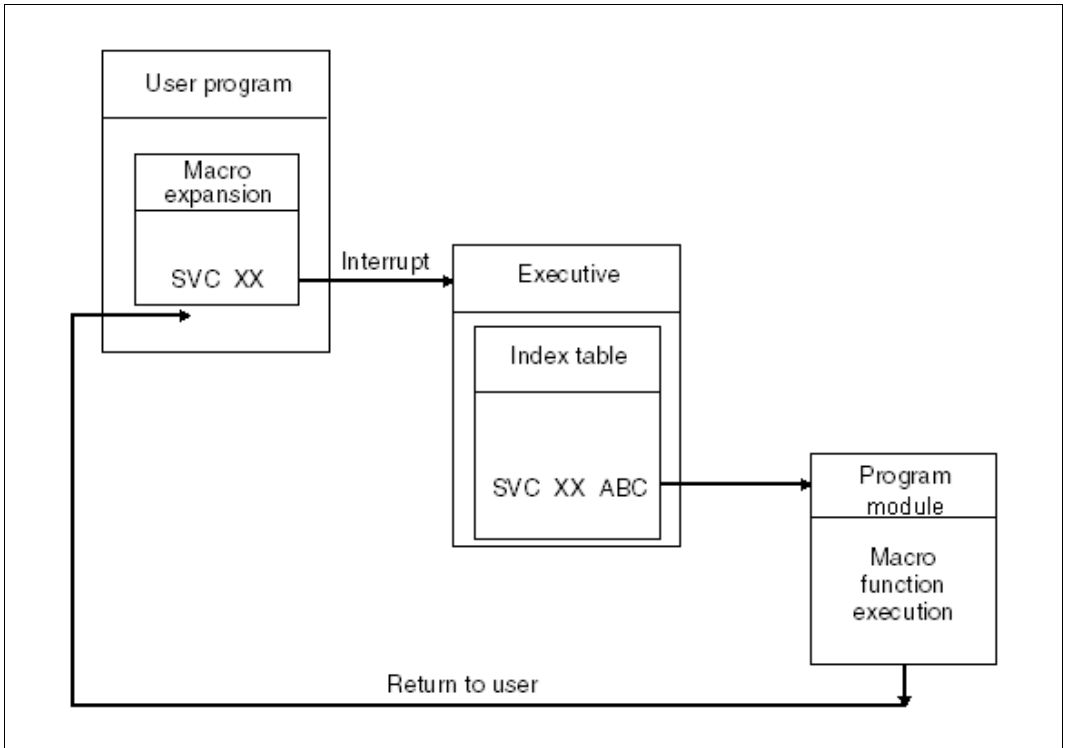 User program
Macro
expansion
SVC XX
Interrupt
Executive
Index table
SVC XX ABC
Program
module
Macro
function
execution
Return to user